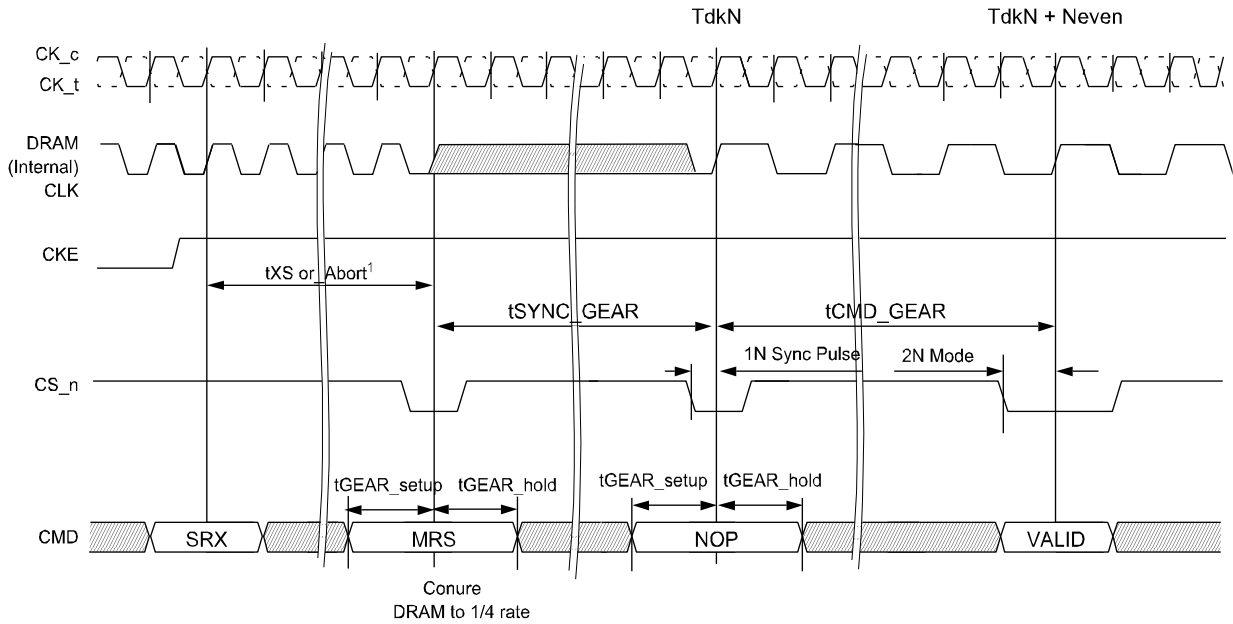 TdkN
TdkN + Neven
CK_c
CK_t
DRAM
(Internal)
CLK
CKE
tXS or_Abort¹
tSYNC_GEAR
tCMD_GEAR
1N Sync Pulse
2N Mode
CS_n
tGEAR_setup
tGEAR_hold
tGEAR_setup
tGEAR_hold
CMD
SRX
MRS
NOP
VALID
Conure
DRAM to 1/4 rate